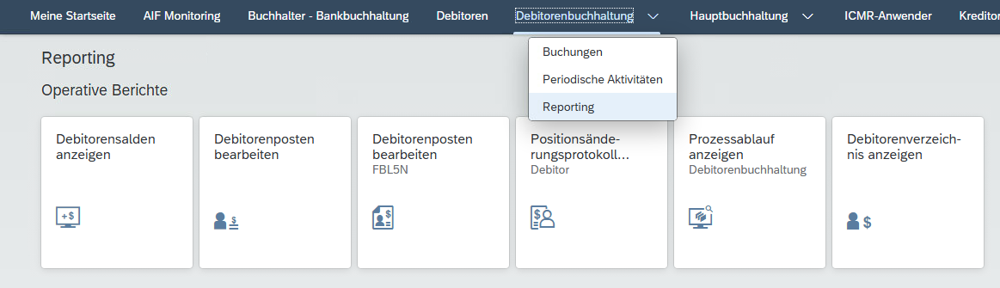 Meine Startseite AIF Monitoring Buchhalter - Bankbuchhaltung Debitoren Debitorenbuchhaltung Hauptbuchhaltung ICMR-Anwender Kreditor
Buchungen
Periodische Aktivitäten
Reporting
Reporting
Operative Berichte
Debitorensalden
anzeigen
Debitorenposten
bearbeiten
Debitorenposten
bearbeiten
FBL5N
Positionsände-
rungsprotokoll...
Debitor
Prozessablauf
anzeigen
Debitorenbuchhaltung
Debitorenverzeich-
nis anzeigen